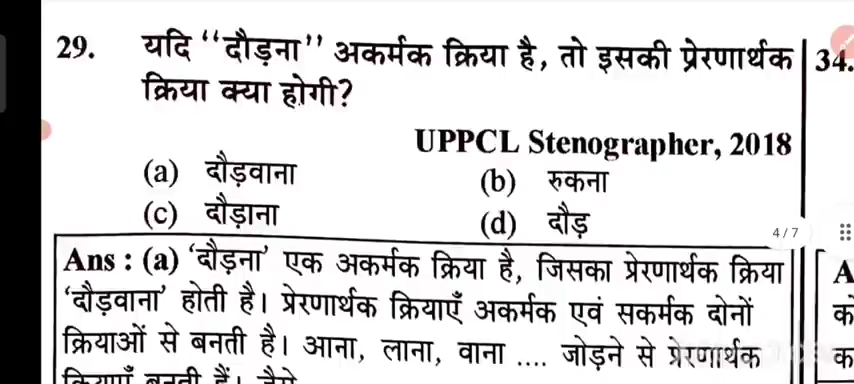 29. यदि ‘‘दौड़ना’’ अकर्मक क्रिया है, तो इसकी प्रेरणार्थक
क्रिया क्या होगी?
UPPCL Stenographer, 2018
(a) दौड़वाना (b) रुकना
(c) दौड़ाना (d) दौड़
Ans : (a) ‘दौड़ना’ एक अकर्मक क्रिया है, जिसका प्रेरणार्थक क्रिया
‘दौड़वाना’ होती है। प्रेरणार्थक क्रियाएँ अकर्मक एवं सकर्मक दोनों
क्रियाओं से बनती है। आना, लाना, वाना .... जोड़ने से प्रेरणार्थक
क्रियाएँ बनती हैं। जैसे
34.
4 / 7
A
को
क